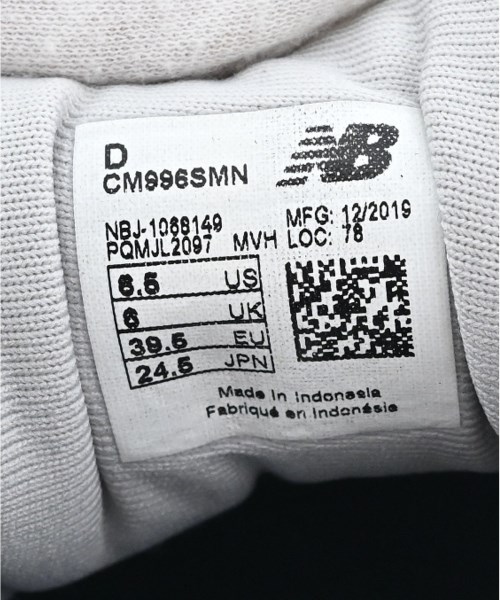 D
CM996SMN
NB
NBJ-1068149
PQMJL2097 MVH
MFG: 12/2019
LOC: 78
6.5 US
6 UK
39.5 EU
24.5 JPN
Made in Indonesia
Fabriqué en Indonésie